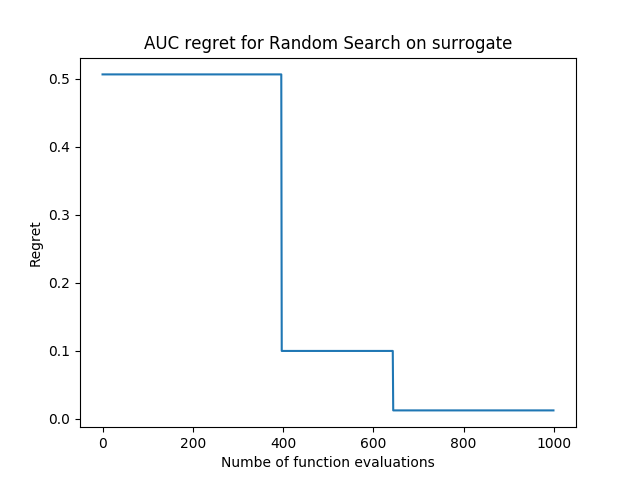 AUC regret for Random Search on surrogate
0.5
0.4
0.3
0.2
0.1
0.0
Regret
0 200 400 600 800 1000
Numbe of function evaluations